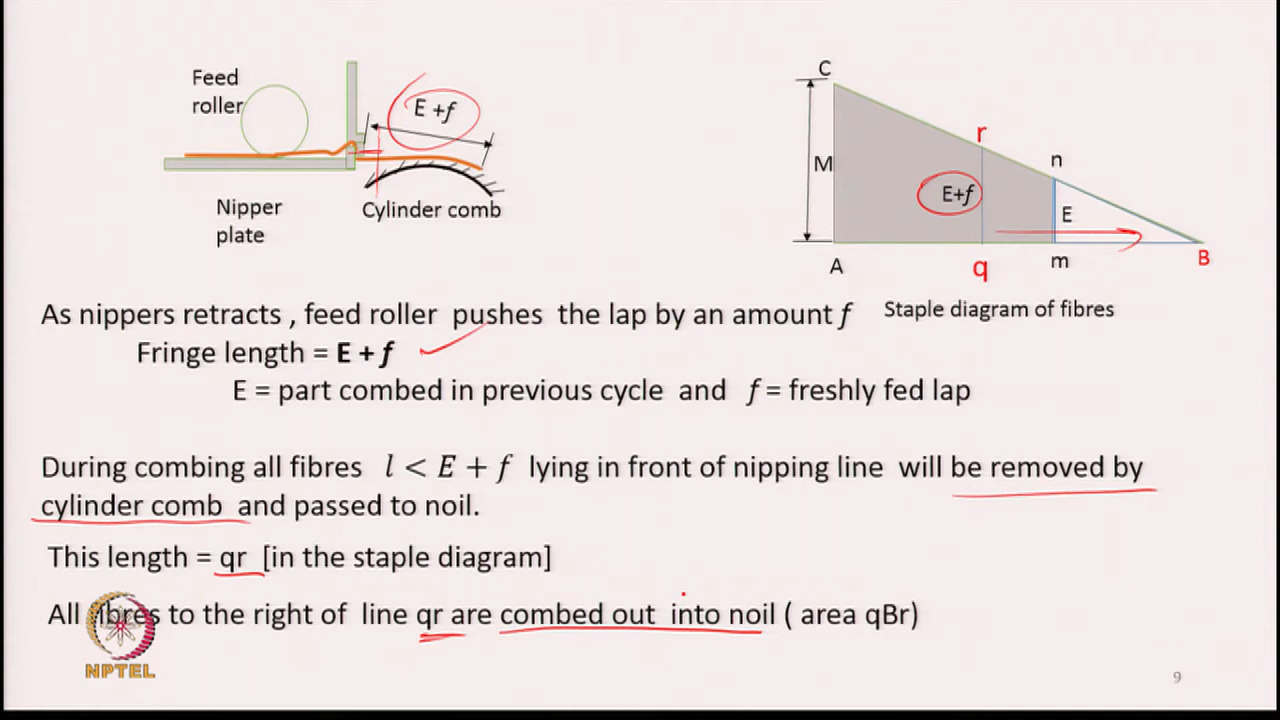 Feed
roller
E + f
Nipper
plate
Cylinder comb
C
r
n
M
E+f
E
A
q
m
B
Staple diagram of fibres
As nippers retracts , feed roller pushes the lap by an amount f
Fringe length = E + f
E = part combed in previous cycle and f = freshly fed lap
During combing all fibres l < E + f lying in front of nipping line will be removed by
cylinder comb and passed to noil.
This length = qr [in the staple diagram]
All fibres to the right of line qr are combed out into noil ( area qBr)
NPTEL
9